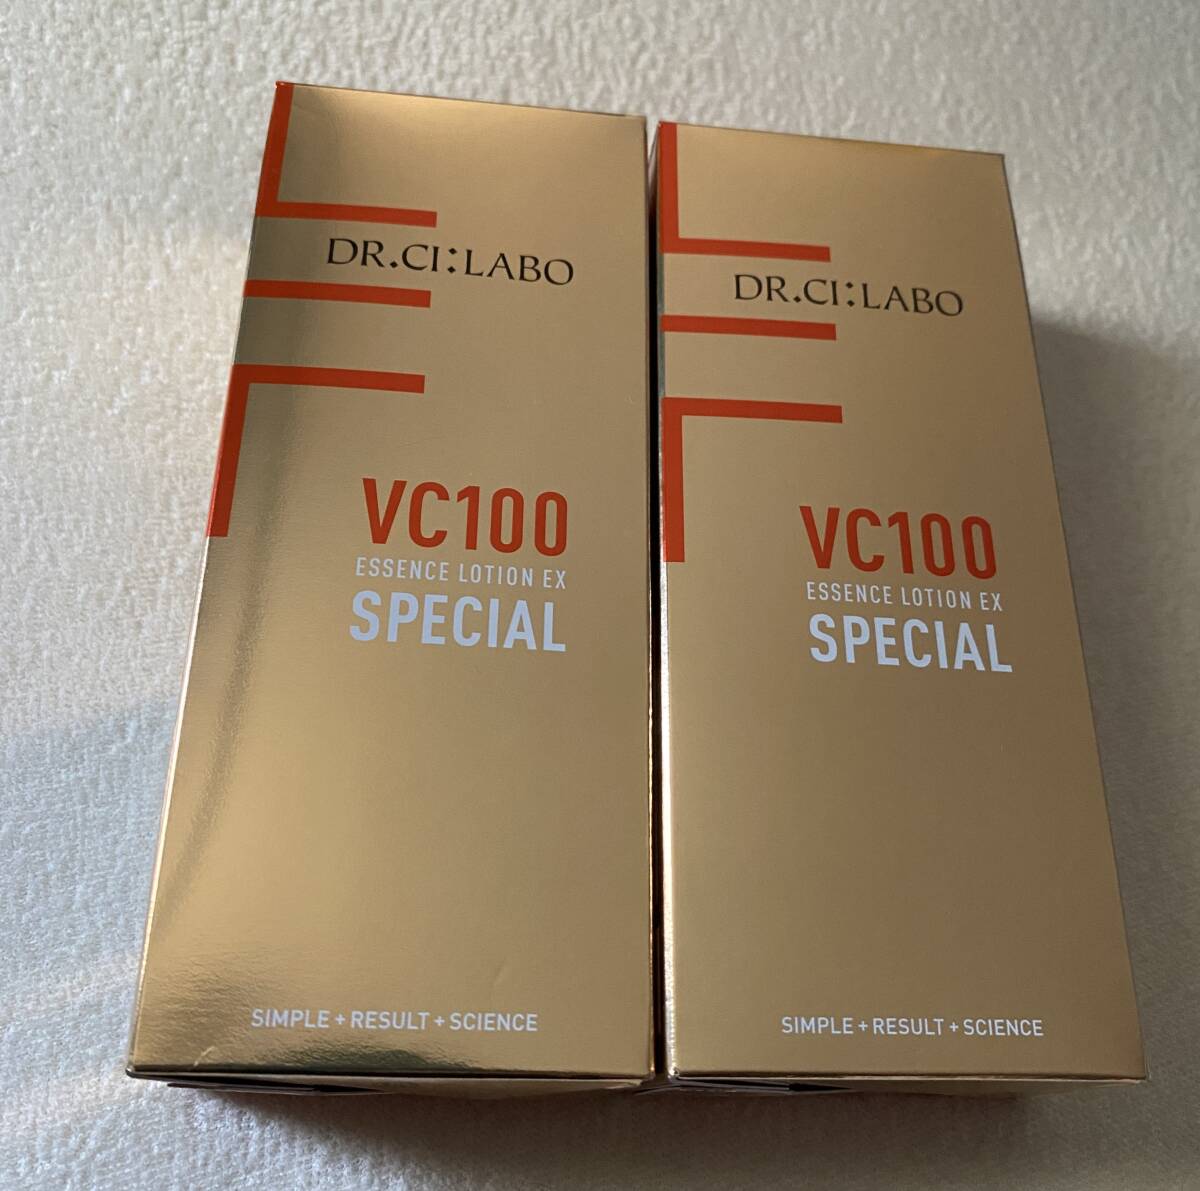 DR.CI:LABO
VC100
ESSENCE LOTION EX
SPECIAL
SIMPLE + RESULT + SCIENCE
DR.CI:LABO
VC100
ESSENCE LOTION EX
SPECIAL
SIMPLE + RESULT + SCIENCE